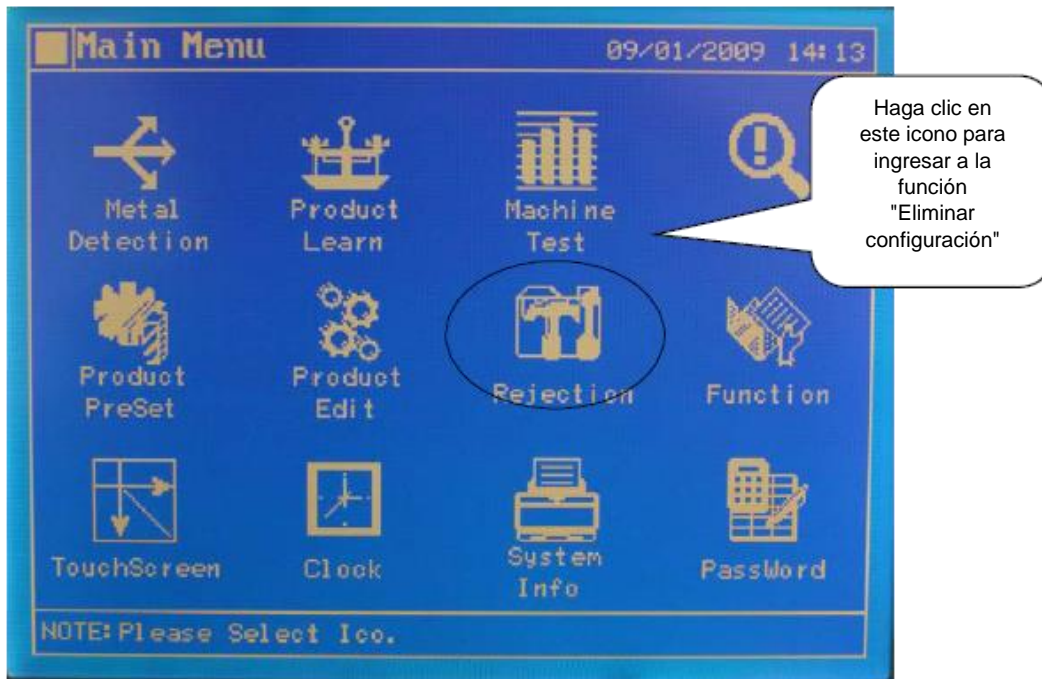 Main Menu
09/01/2009 14:13
Haga clic en
este icono para
ingresar a la
función
"Eliminar
configuración"
Metal
Detection
Product
Learn
Machine
Test
Product
PreSet
Product
Edit
Rejection
Function
TouchScreen
Clock
System
Info
PassWord
NOTE:Please Select Ico.